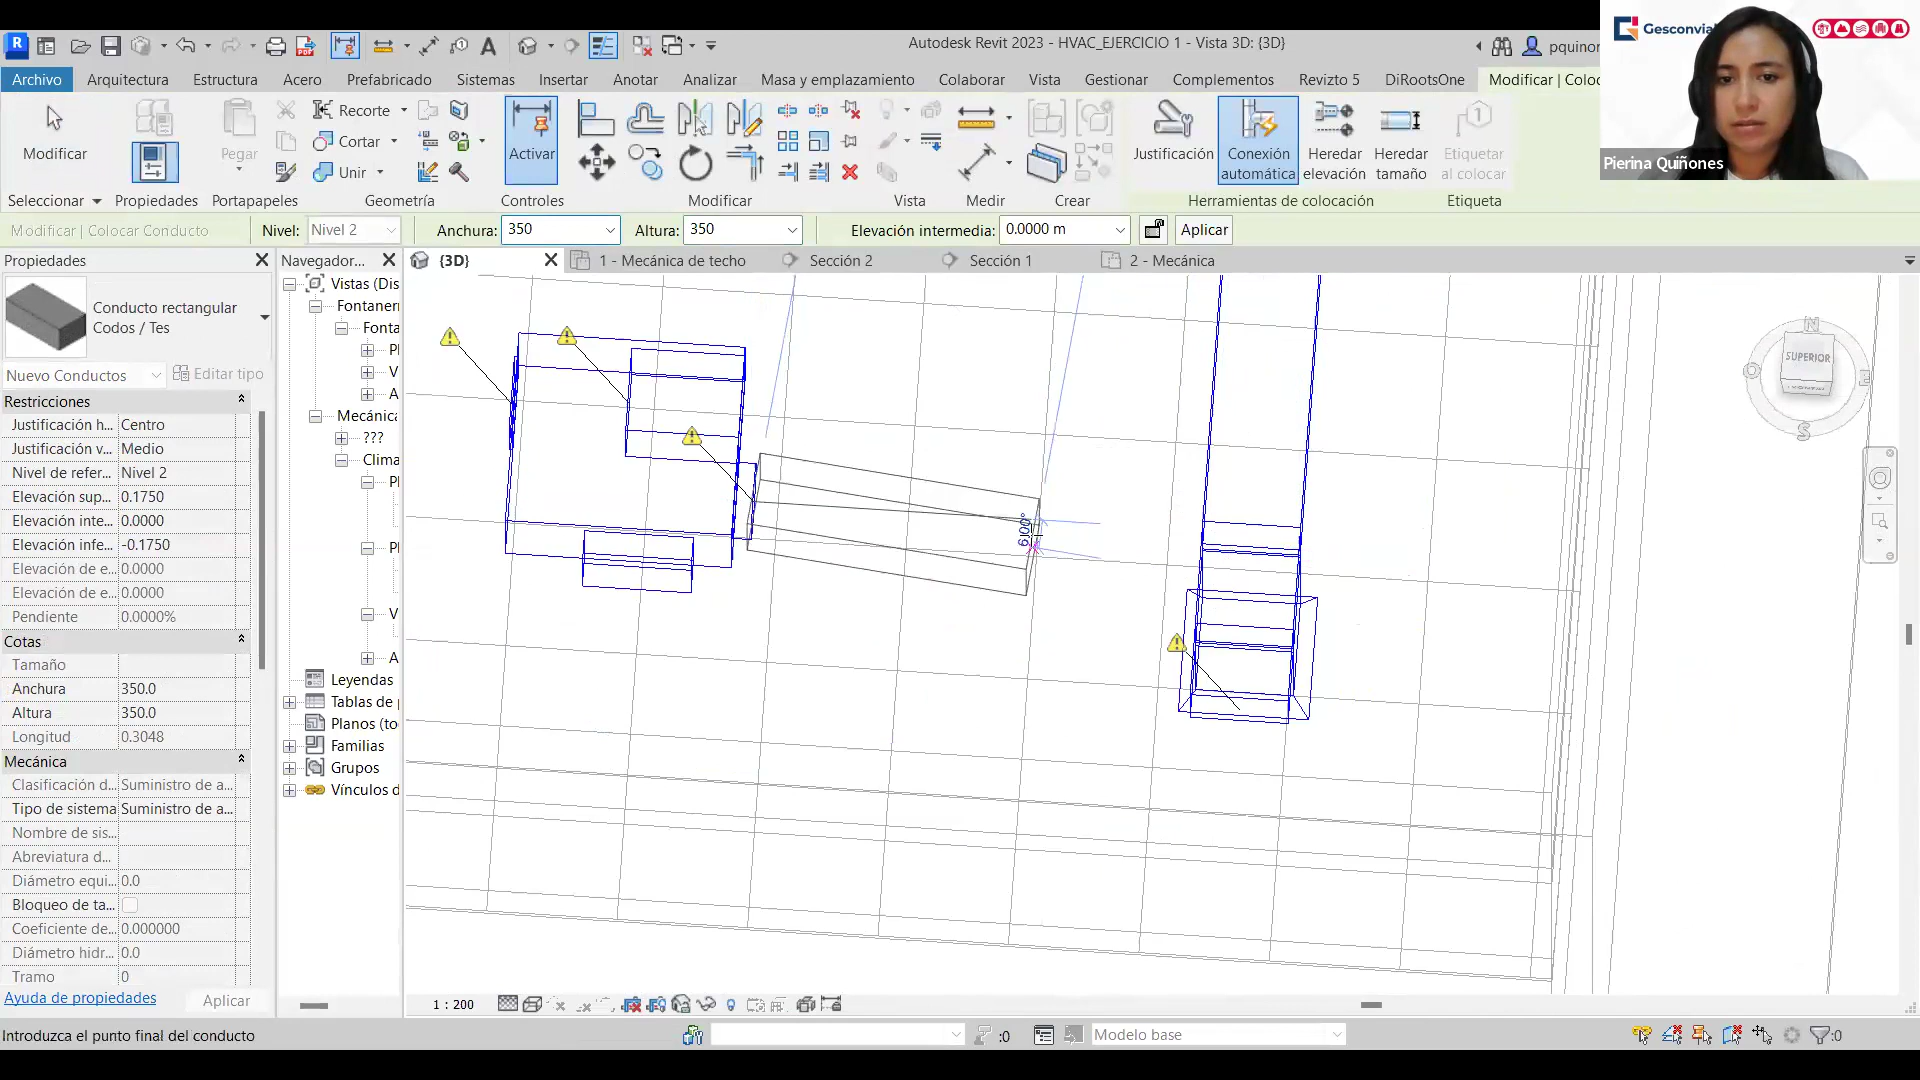 Autodesk Revit 2023 - HVAC_EJERCICIO 1 - Vista 3D: {3D}
pquinor
Gesconvia
Archivo Arquitectura Estructura Acero Prefabricado Sistemas Insertar Anotar Analizar Masa y emplazamiento Colaborar Vista Gestionar Complementos Revizto 5 DiRootsOne Modificar | Coloc
Modificar
Pegar
Recorte
Cortar
Unir
Activar
Justificación
Conexión automática
Heredar elevación
Heredar tamaño
Etiquetar al colocar
Pierina Quiñones
Seleccionar Propiedades Portapapeles Geometría Controles Modificar Vista Medir Crear Herramientas de colocación Etiqueta
Modificar | Colocar Conducto Nivel: Nivel 2 Anchura: 350 Altura: 350 Elevación intermedia: 0.0000 m Aplicar
Propiedades
Navegador...
{3D}
1 - Mecánica de techo
Sección 2
Sección 1
2 - Mecánica
Conducto rectangular
Codos / Tes
Nuevo Conductos
Editar tipo
Restricciones
Justificación h... Centro
Justificación v... Medio
Nivel de refer... Nivel 2
Elevación sup... 0.1750
Elevación inte... 0.0000
Elevación infe... -0.1750
Elevación de e... 0.0000
Elevación de e... 0.0000
Pendiente 0.0000%
Cotas
Tamaño
Anchura 350.0
Altura 350.0
Longitud 0.3048
Mecánica
Clasificación d... Suministro de a...
Tipo de sistema Suministro de a...
Nombre de sis...
Abreviatura d...
Diámetro equi... 0.0
Bloqueo de ta...
Coeficiente de... 0.000000
Diámetro hidr... 0.0
Tramo 0
Ayuda de propiedades
Aplicar
Vistas (Dis
Fontaner
Fonta
Pl
V
A
Mecánica
???
Clima
Pl
Pl
V
A
Leyendas
Tablas de p
Planos (to
Familias
Grupos
Vínculos d
N
SUPERIOR
O
E
S
1 : 200
Introduzca el punto final del conducto
:0
Modelo base
:0